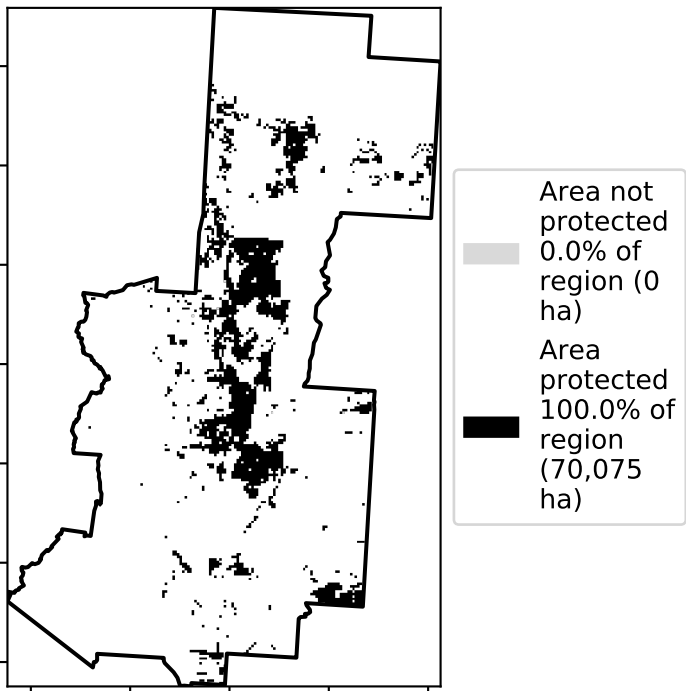 Area not
protected
0.0% of
region (0
ha)
Area
protected
100.0% of
region
(70,075
ha)